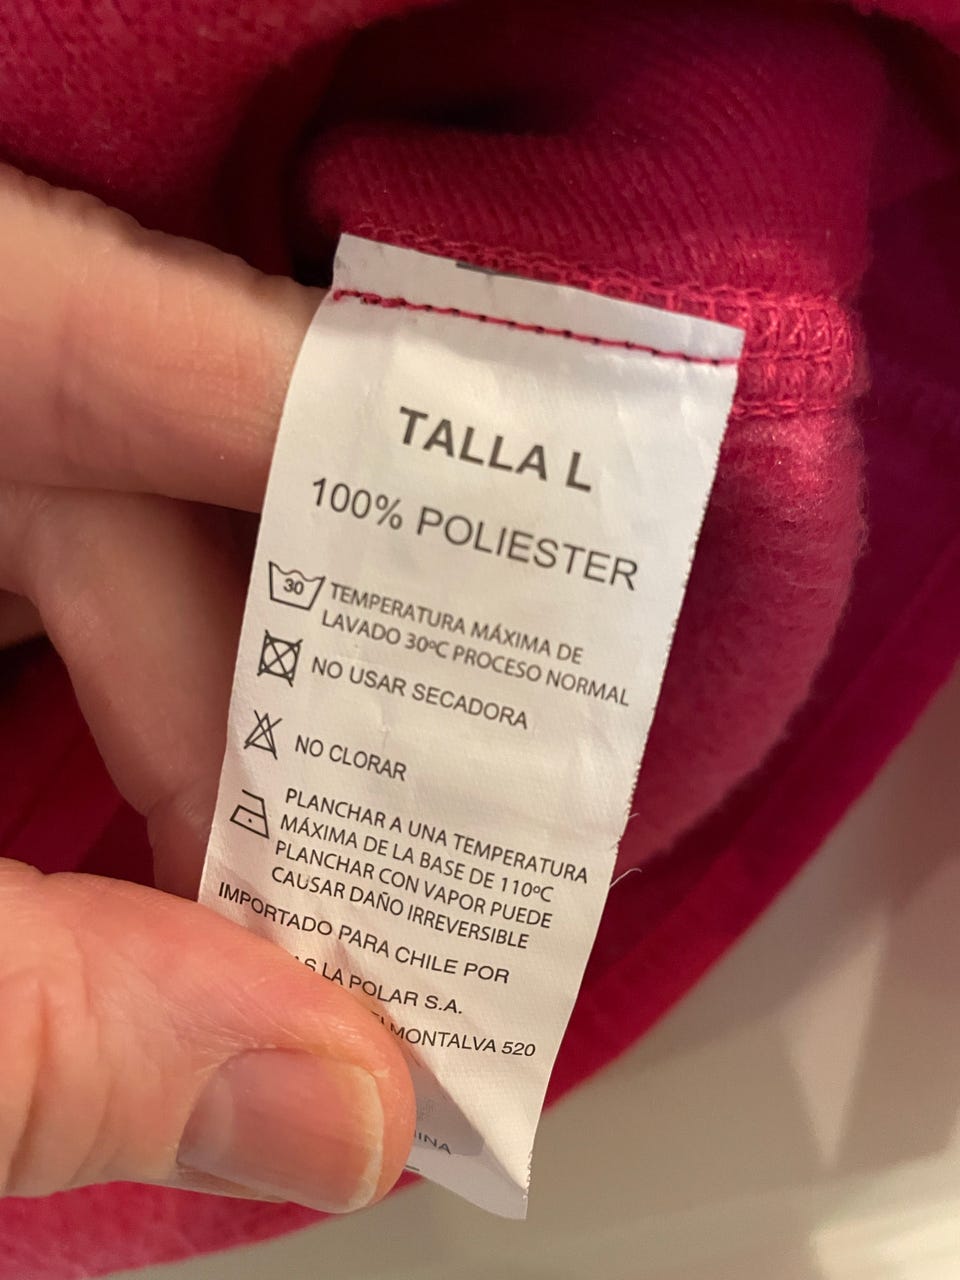 TALLA L
100% POLIESTER
30
TEMPERATURA MÁXIMA DE
LAVADO 30ºC PROCESO NORMAL
NO USAR SECADORA
NO CLORAR
PLANCHAR A UNA TEMPERATURA
MÁXIMA DE LA BASE DE 110ºC
PLANCHAR CON VAPOR PUEDE
CAUSAR DAÑO IRREVERSIBLE
IMPORTADO PARA CHILE POR
LA POLAR S.A.
MONTALVA 520